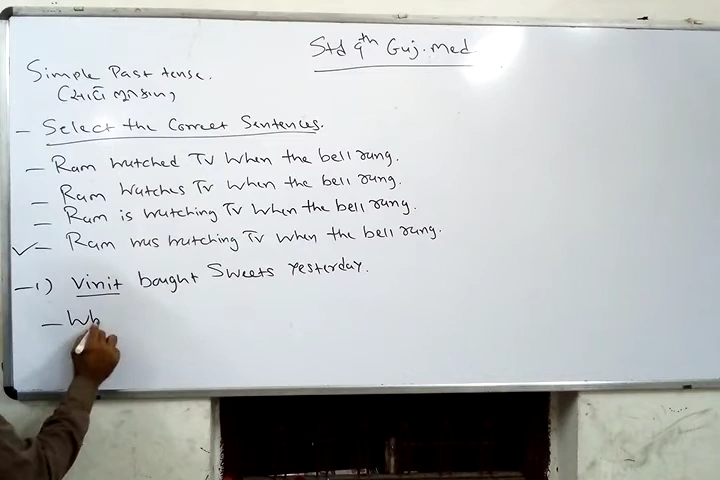 Std 9th Guj. Med
Simple Past tense.
(સાદો ભૂતકાળ)
- Select the Correct Sentences.
- Ram watched TV when the bell rang.
- Ram watches TV when the bell rang.
- Ram is watching TV when the bell rang.
✓- Ram was watching TV when the bell rang.
-1) Vinit bought Sweets yesterday.
- Wh